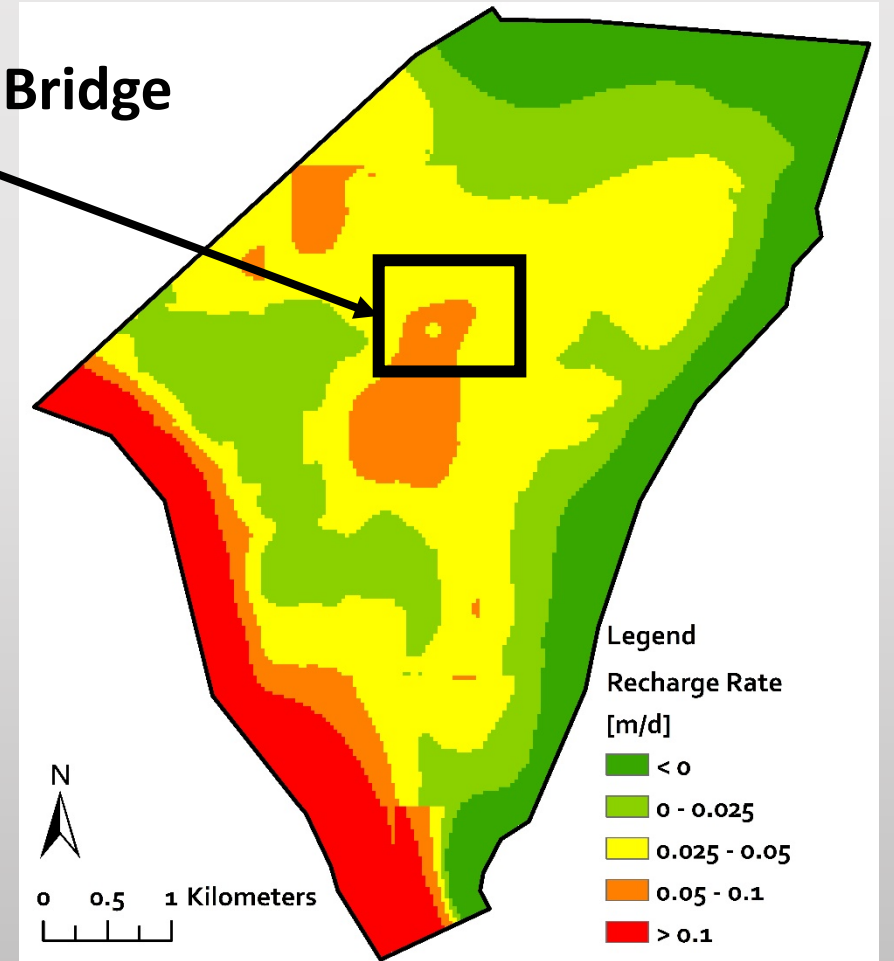 Bridge
Legend
Recharge Rate
[m/d]
< 0
0 - 0.025
0.025 - 0.05
0.05 - 0.1
> 0.1
N
0 0.5 1 Kilometers